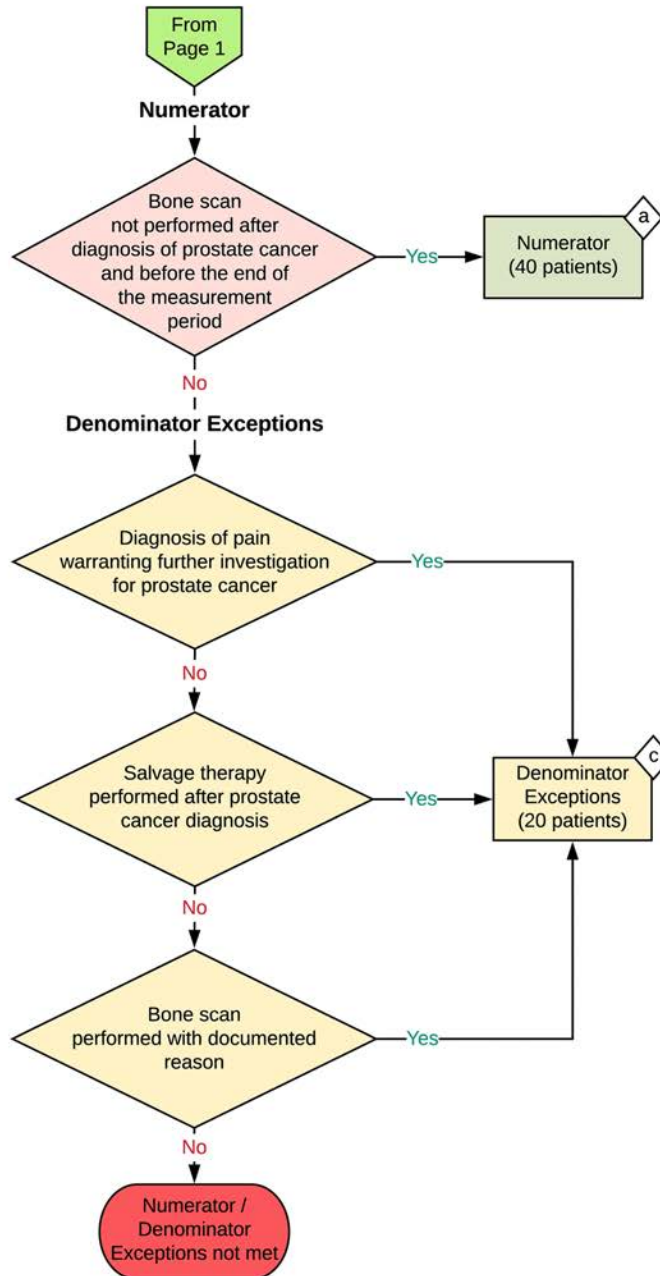 From
Page 1
Numerator
Bone scan
not performed after
diagnosis of prostate cancer
and before the end of
the measurement
period
Yes
a
Numerator
(40 patients)
No
Denominator Exceptions
Diagnosis of pain
warranting further investigation
for prostate cancer
Yes
No
Salvage therapy
performed after prostate
cancer diagnosis
Yes
c
Denominator
Exceptions
(20 patients)
No
Bone scan
performed with documented
reason
Yes
No
Numerator /
Denominator
Exceptions not met